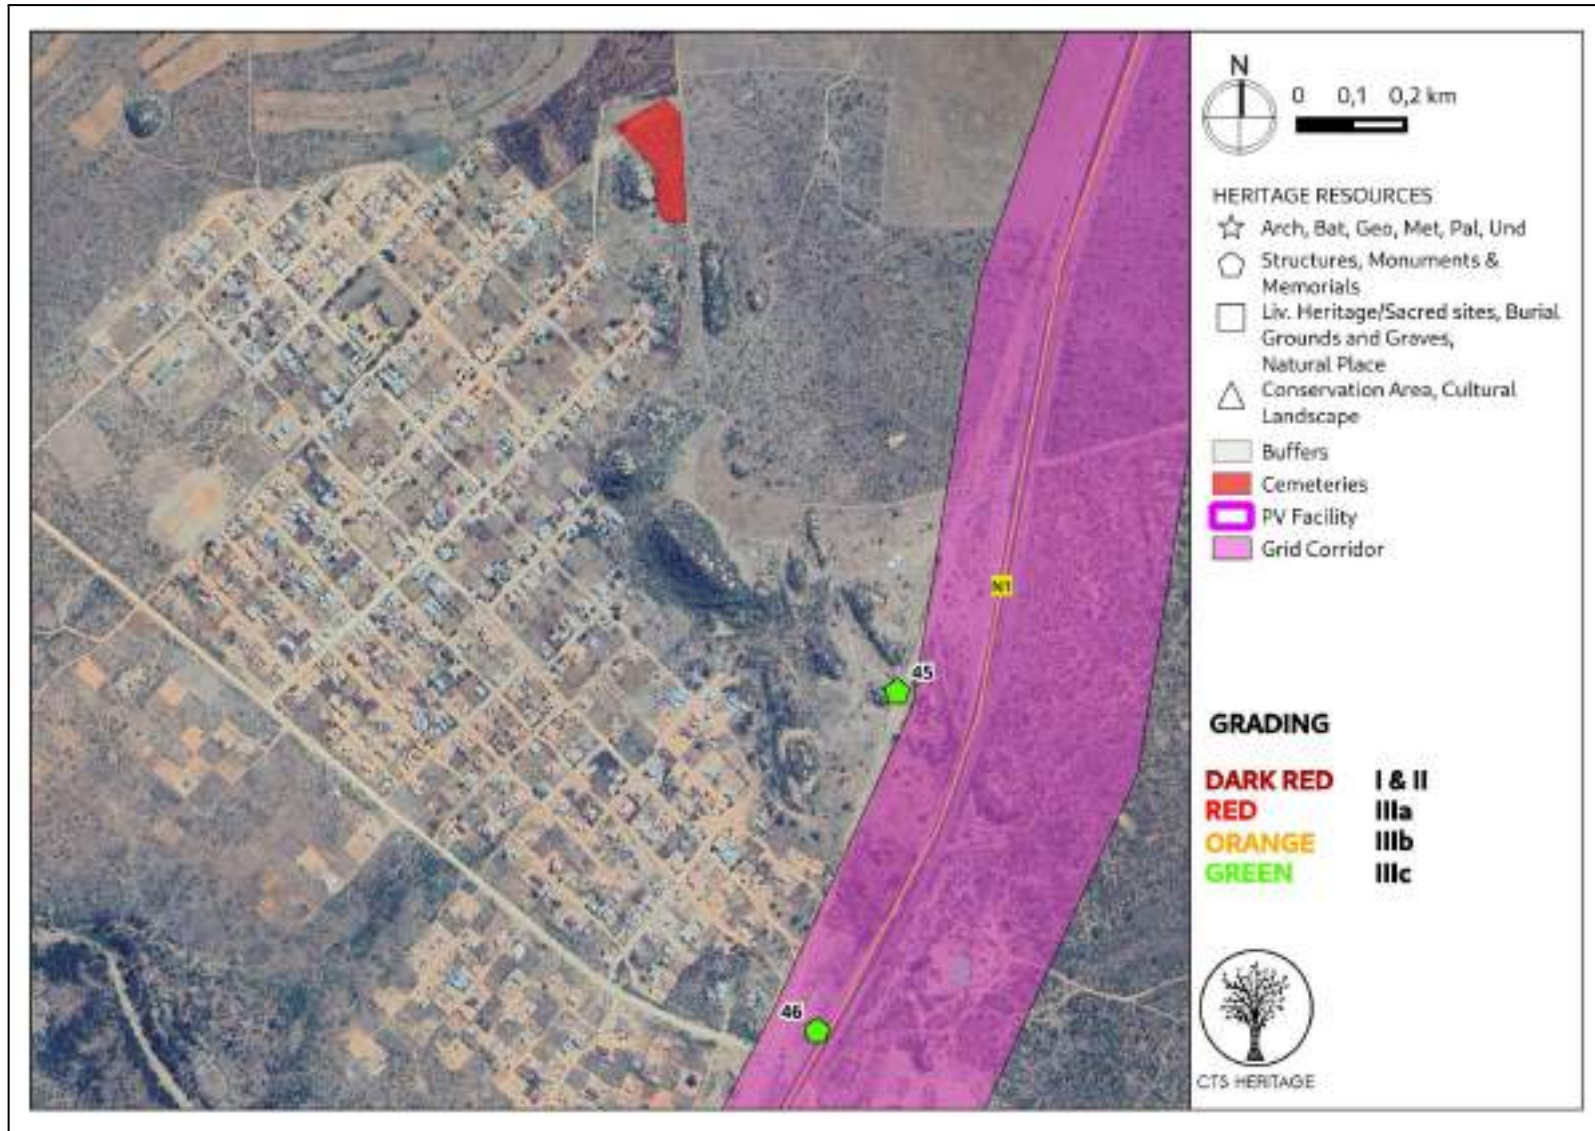 N
0 0,1 0,2 km
HERITAGE RESOURCES
Arch, Bat, Geo, Met, Pal, Und
Structures, Monuments &
Memorials
Liv. Heritage/Sacred sites, Burial
Grounds and Graves,
Natural Place
Conservation Area, Cultural
Landscape
Buffers
Cemeteries
PV Facility
Grid Corridor
N1
45
46
GRADING
DARK RED I & II
RED IIIa
ORANGE IIIb
GREEN IIIc
CTS HERITAGE